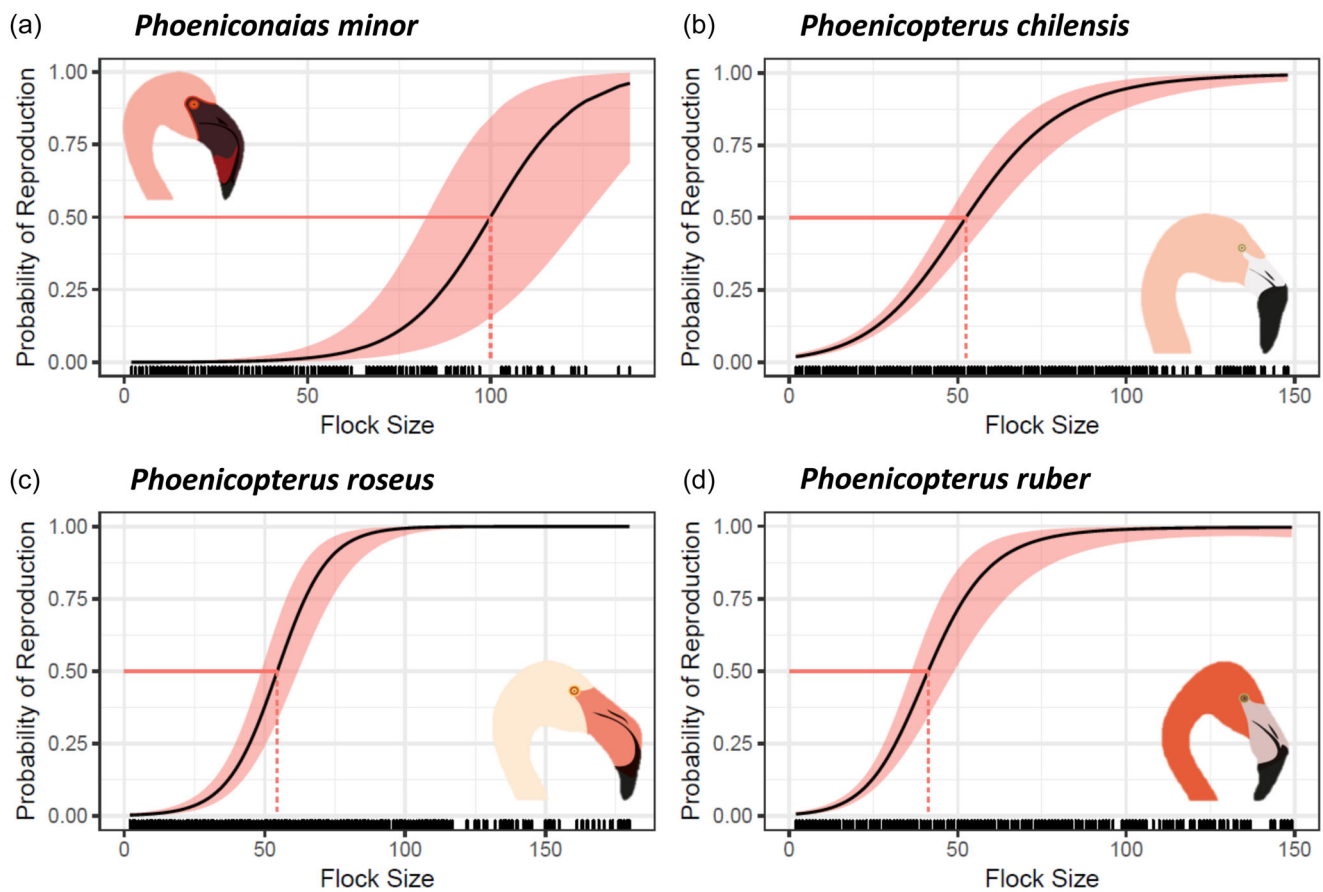 (a) Phoeniconaias minor
Probability of Reproduction
1.00
0.75
0.50
0.25
0.00
0 50 100
Flock Size
(b) Phoenicopterus chilensis
Probability of Reproduction
1.00
0.75
0.50
0.25
0.00
0 50 100 150
Flock Size
(c) Phoenicopterus roseus
Probability of Reproduction
1.00
0.75
0.50
0.25
0.00
0 50 100 150
Flock Size
(d) Phoenicopterus ruber
Probability of Reproduction
1.00
0.75
0.50
0.25
0.00
0 50 100 150
Flock Size